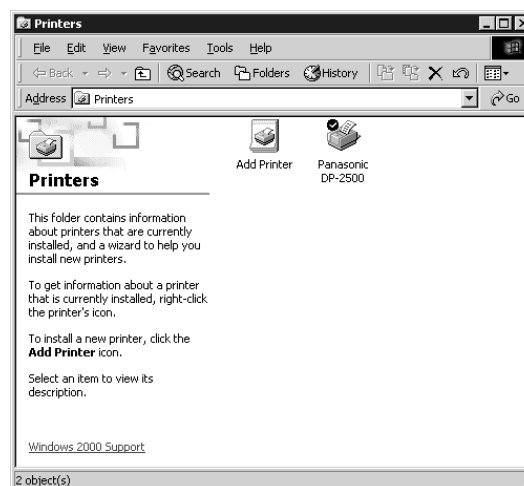 Printers
File Edit View Favorites Tools Help
Back Search Folders History
Address Printers Go
Add Printer
Panasonic
DP-2500
Printers
This folder contains information
about printers that are currently
installed, and a wizard to help you
install new printers.
To get information about a printer
that is currently installed, right-click
the printer's icon.
To install a new printer, click the
Add Printer icon.
Select an item to view its
description.
Windows 2000 Support
2 object(s)